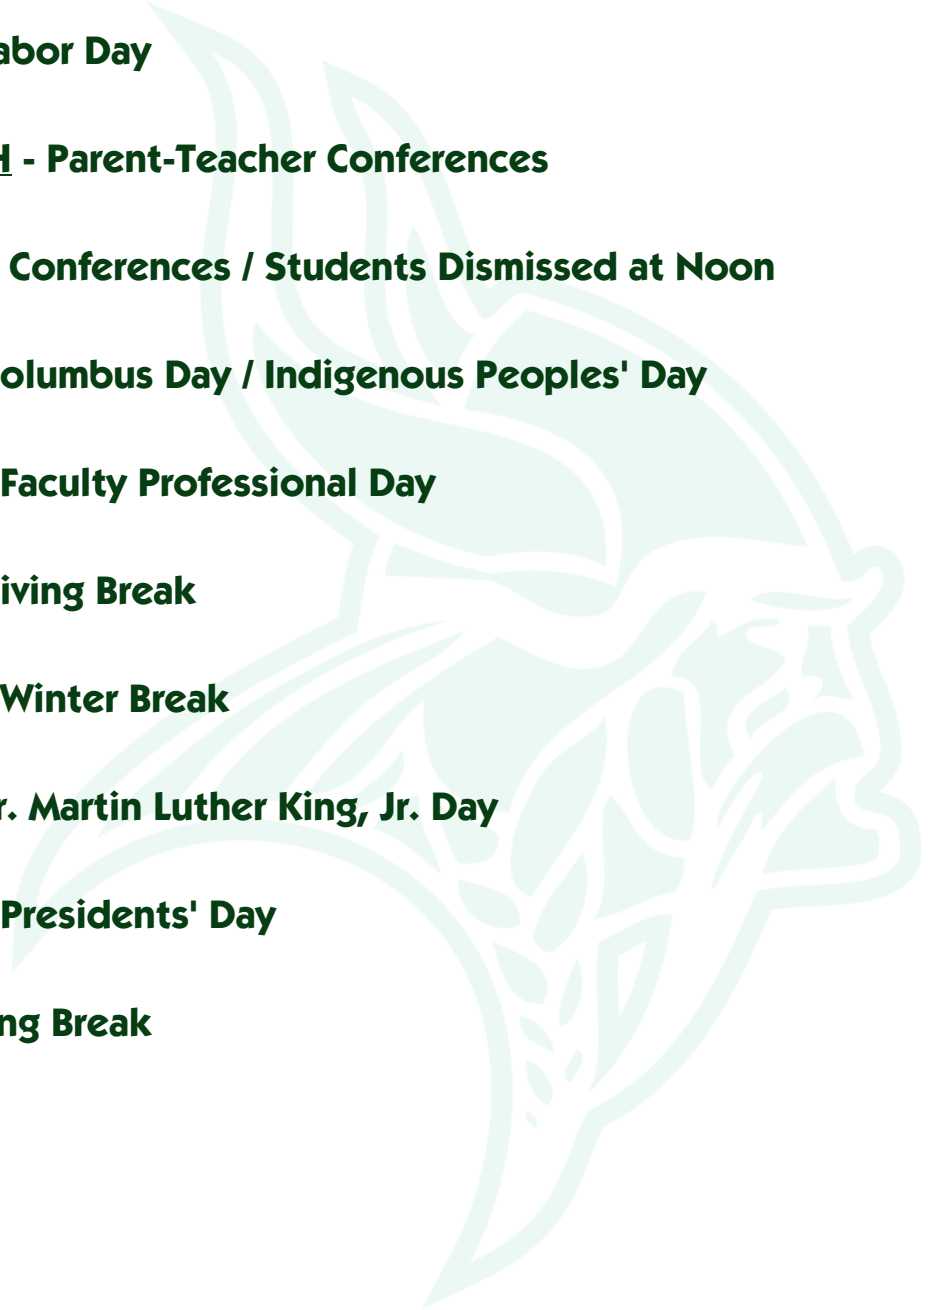 abor Day
H - Parent-Teacher Conferences
Conferences / Students Dismissed at Noon
olumbus Day / Indigenous Peoples' Day
Faculty Professional Day
iving Break
Winter Break
r. Martin Luther King, Jr. Day
Presidents' Day
ng Break